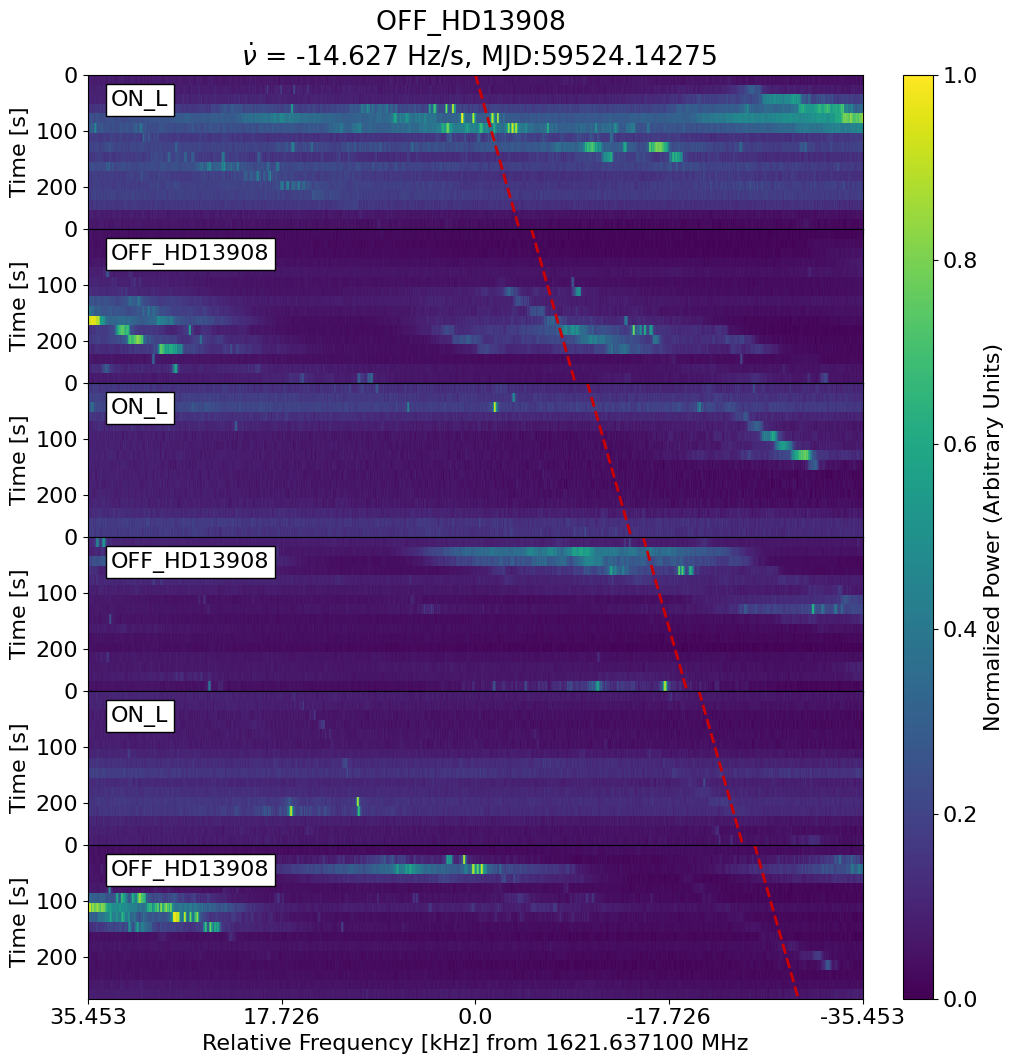 OFF_HD13908
ν̇ = -14.627 Hz/s, MJD:59524.14275
0
ON_L
100
200
Time [s]
0
OFF_HD13908
100
200
Time [s]
0
ON_L
100
200
Time [s]
0
OFF_HD13908
100
200
Time [s]
0
ON_L
100
200
Time [s]
0
OFF_HD13908
100
200
Time [s]
35.453 17.726 0.0 -17.726 -35.453
Relative Frequency [kHz] from 1621.637100 MHz
1.0
0.8
0.6
0.4
0.2
0.0
Normalized Power (Arbitrary Units)